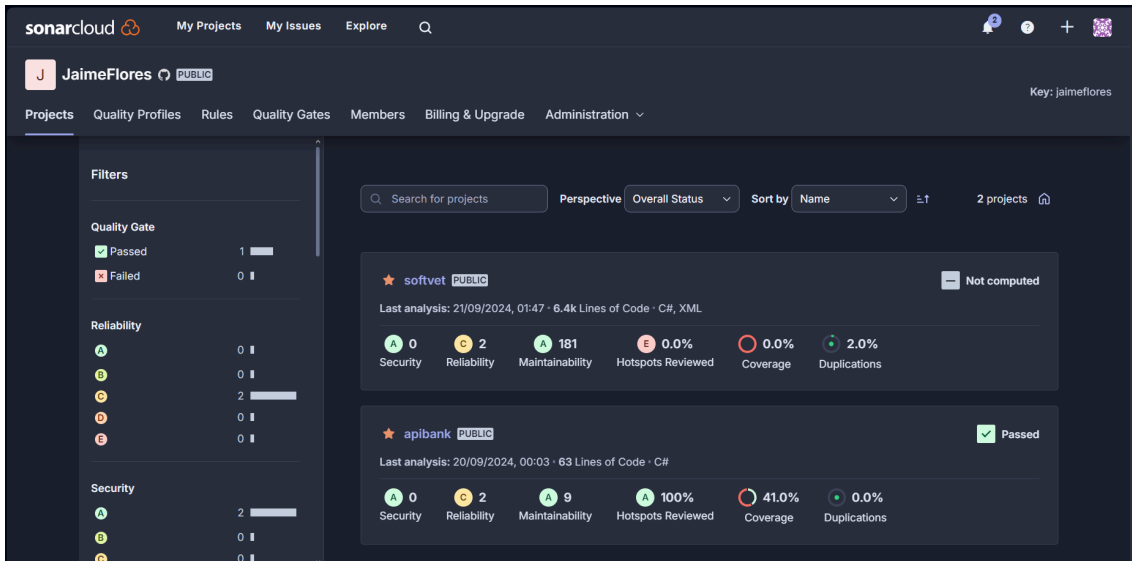 sonarcloud My Projects My Issues Explore 2 ?
J JaimeFlores PUBLIC
Key: jaimeflores
Projects Quality Profiles Rules Quality Gates Members Billing & Upgrade Administration
Filters
Quality Gate
Passed 1
Failed 0
Reliability
A 0
B 0
C 2
D 0
E 0
Security
A 2
B 0
C 0
Search for projects Perspective Overall Status Sort by Name 2 projects
softvet PUBLIC Not computed
Last analysis: 21/09/2024, 01:47 · 6.4k Lines of Code · C#, XML
A 0 C 2 A 181 E 0.0% 0.0% 2.0%
Security Reliability Maintainability Hotspots Reviewed Coverage Duplications
apibank PUBLIC Passed
Last analysis: 20/09/2024, 00:03 · 63 Lines of Code · C#
A 0 C 2 A 9 A 100% 41.0% 0.0%
Security Reliability Maintainability Hotspots Reviewed Coverage Duplications